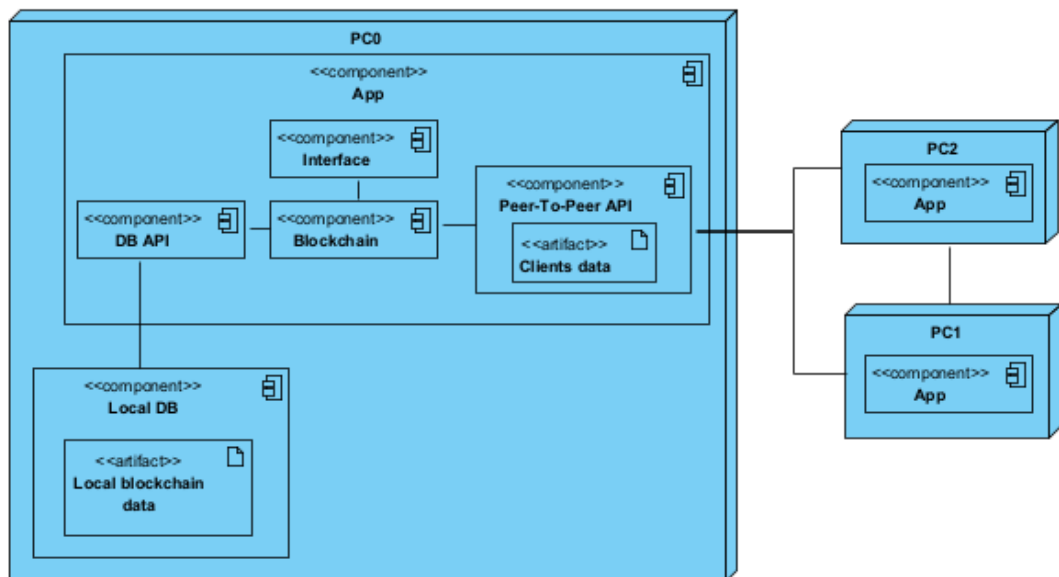 PC0
<<component>>
App
<<component>>
Interface
<<component>>
DB API
<<component>>
Blockchain
<<component>>
Peer-To-Peer API
<<artifact>>
Clients data
<<component>>
Local DB
<<artifact>>
Local blockchain
data
PC2
<<component>>
App
PC1
<<component>>
App